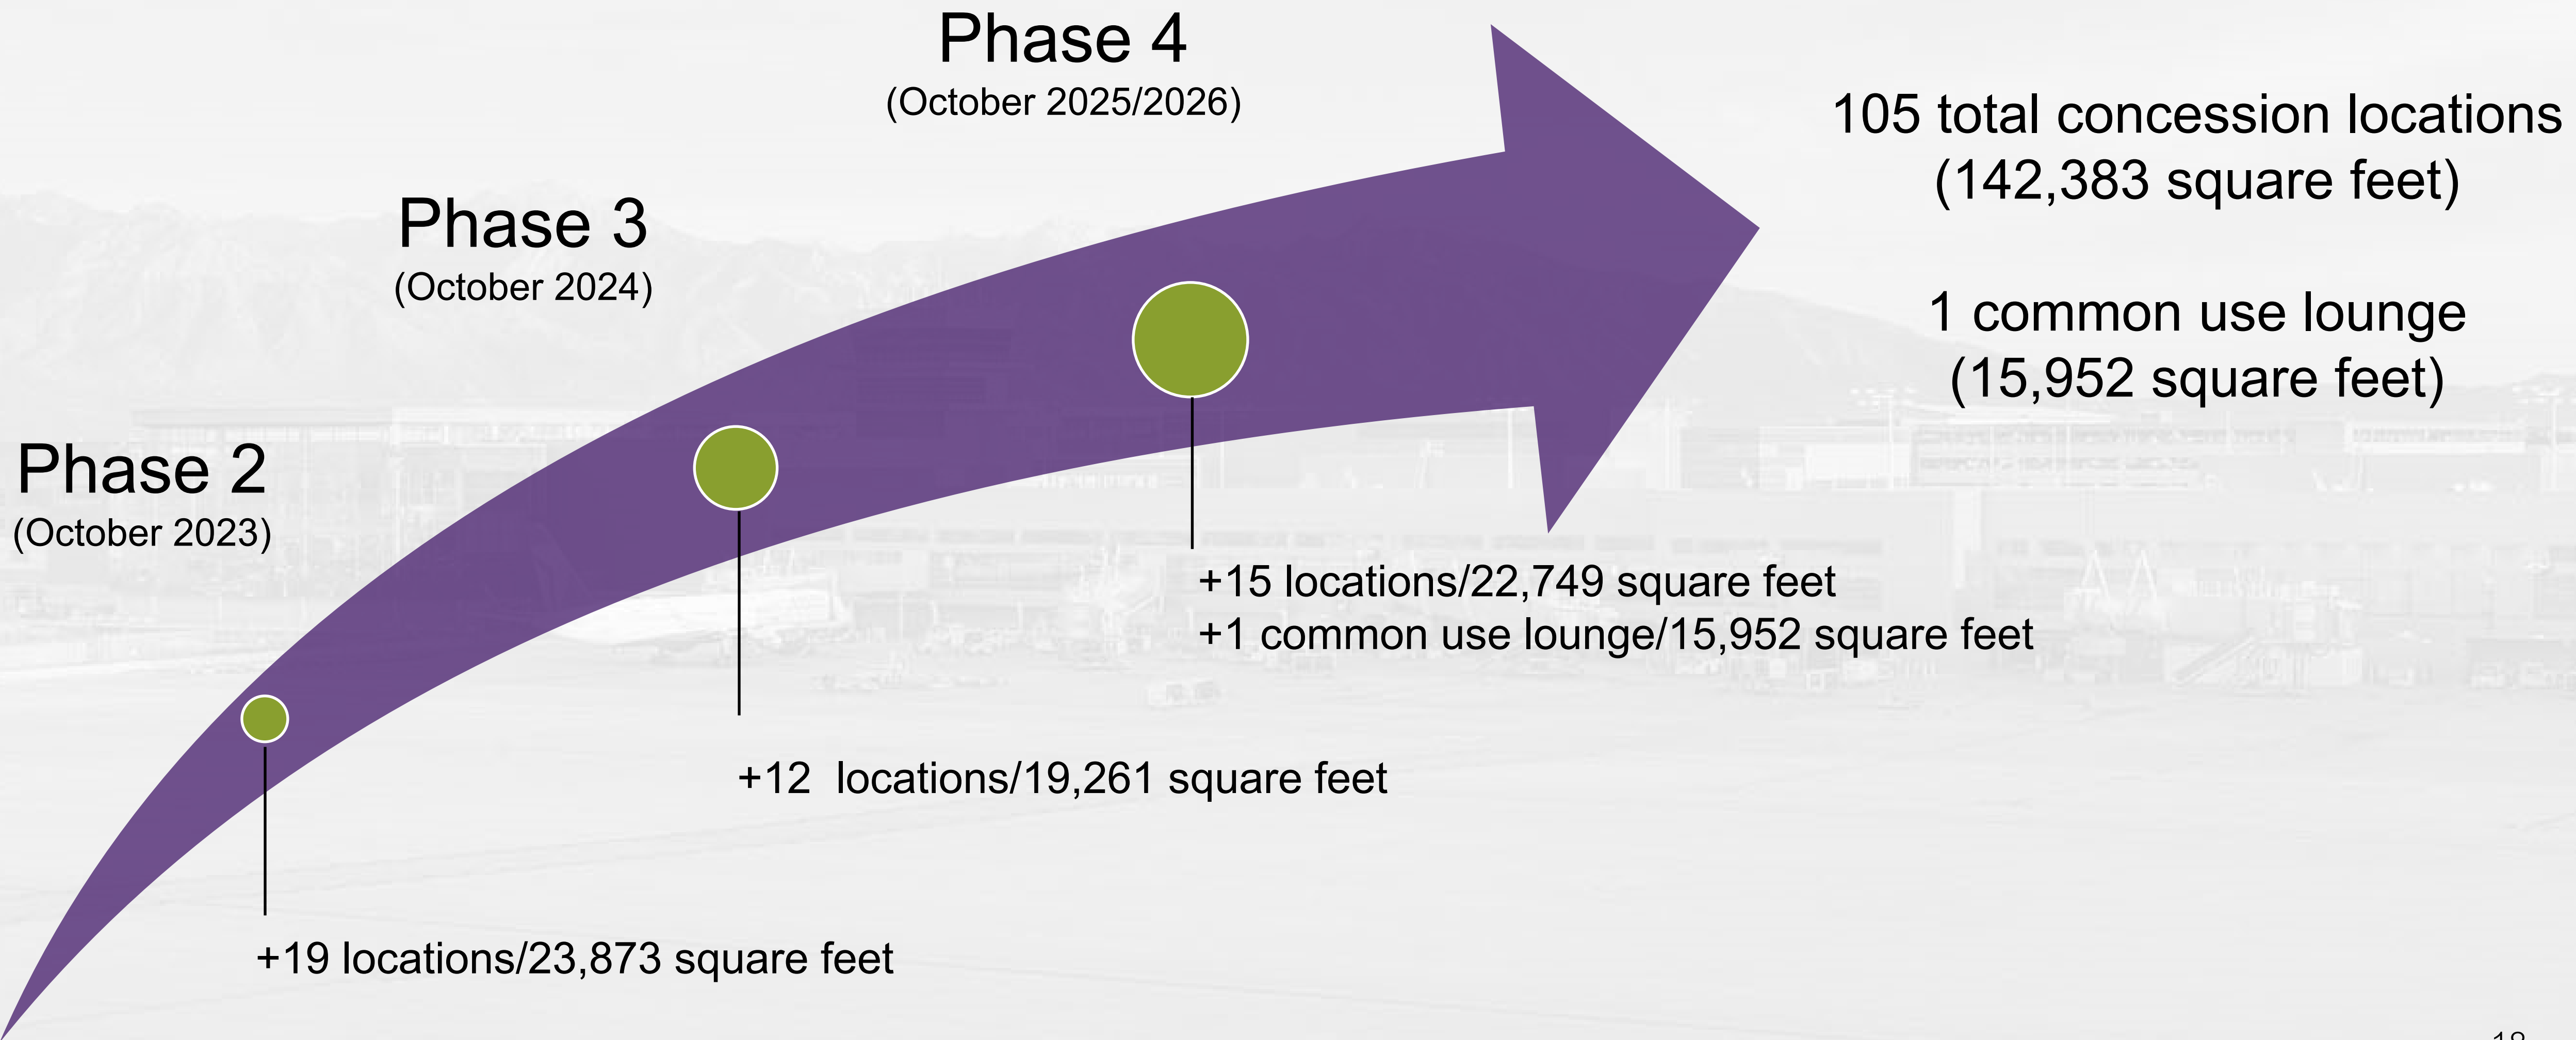 Phase 4
(October 2025/2026)
105 total concession locations
(142,383 square feet)
1 common use lounge
(15,952 square feet)
Phase 3
(October 2024)
Phase 2
(October 2023)
+15 locations/22,749 square feet
+1 common use lounge/15,952 square feet
+12  locations/19,261 square feet
+19 locations/23,873 square feet